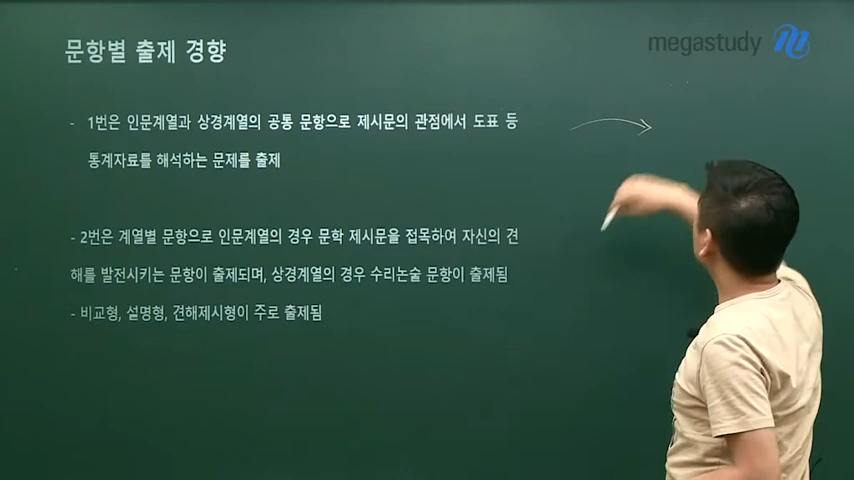 문항별 출제 경향
megastudy
- 1번은 인문계열과 상경계열의 공통 문항으로 제시문의 관점에서 도표 등
통계자료를 해석하는 문제를 출제
- 2번은 계열별 문항으로 인문계열의 경우 문학 제시문을 접목하여 자신의 견
해를 발전시키는 문항이 출제되며, 상경계열의 경우 수리논술 문항이 출제됨
- 비교형, 설명형, 견해제시형이 주로 출제됨